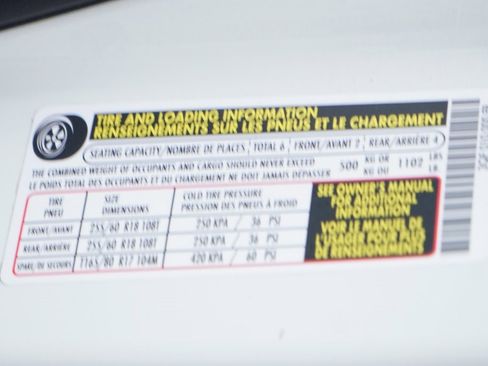 TIRE AND LOADING INFORMATION
RENSEIGNEMENTS SUR LES PNEUS ET LE CHARGEMENT
SEATING CAPACITY/NOMBRE DE PLACES TOTAL 6 FRONT/AVANT 2 REAR/ARRIÈRE 4
THE COMBINED WEIGHT OF OCCUPANTS AND CARGO SHOULD NEVER EXCEED 500 KG OR 1102 LBS
LE POIDS TOTAL DES OCCUPANTS ET DU CHARGEMENT NE DOIT JAMAIS DÉPASSER KG OU LB
TIRE SIZE COLD TIRE PRESSURE
PNEU DIMENSIONS PRESSION DES PNEUS À FROID
FRONT/AVANT 255/60 R18 108T 250 KPA / 36 PSI
REAR/ARRIÈRE 255/60 R18 108T 250 KPA / 36 PSI
SPARE/DE SECOURS T165/80 R17 104M 420 KPA / 60 PSI
SEE OWNER'S MANUAL
FOR ADDITIONAL
INFORMATION
VOIR LE MANUEL DE
L'USAGER POUR PLUS
DE RENSEIGNEMENTS